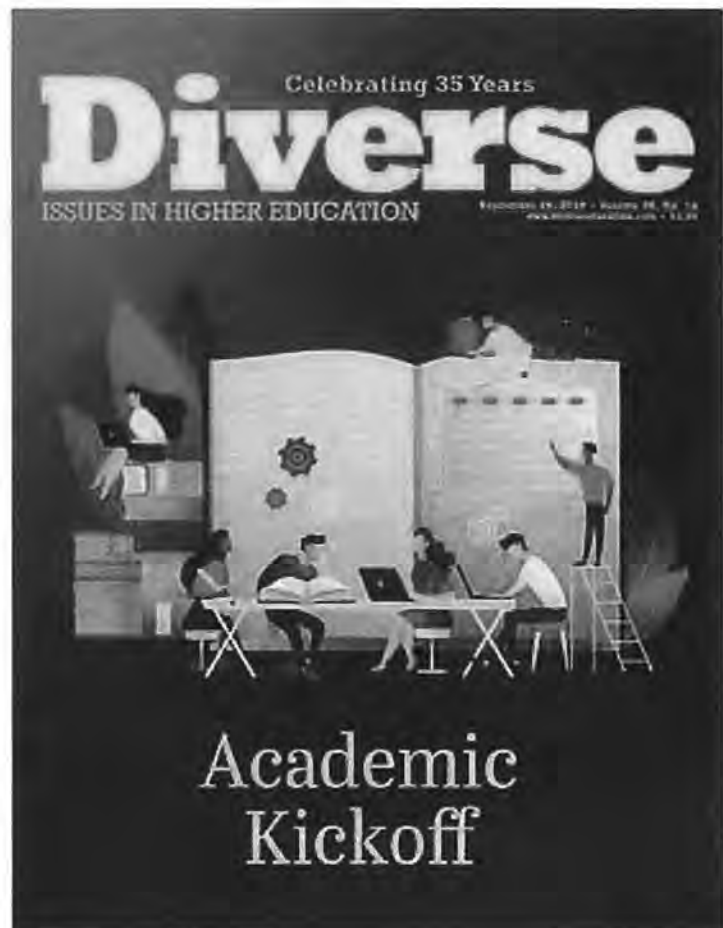 Celebrating 35 Years
Diverse
ISSUES IN HIGHER EDUCATION
Academic
Kickoff